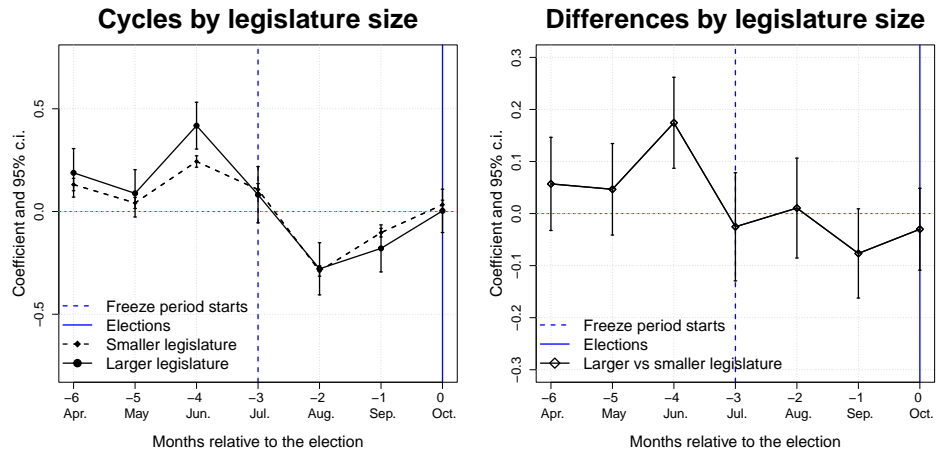 Cycles by legislature size
Coefficient and 95% c.i.
0.5
0.0
−0.5
Freeze period starts
Elections
Smaller legislature
Larger legislature
−6 −5 −4 −3 −2 −1 0
Apr. May Jun. Jul. Aug. Sep. Oct.
Months relative to the election
Differences by legislature size
Coefficient and 95% c.i.
0.3
0.2
0.1
0.0
−0.1
−0.2
−0.3
Freeze period starts
Elections
Larger vs smaller legislature
−6 −5 −4 −3 −2 −1 0
Apr. May Jun. Jul. Aug. Sep. Oct.
Months relative to the election